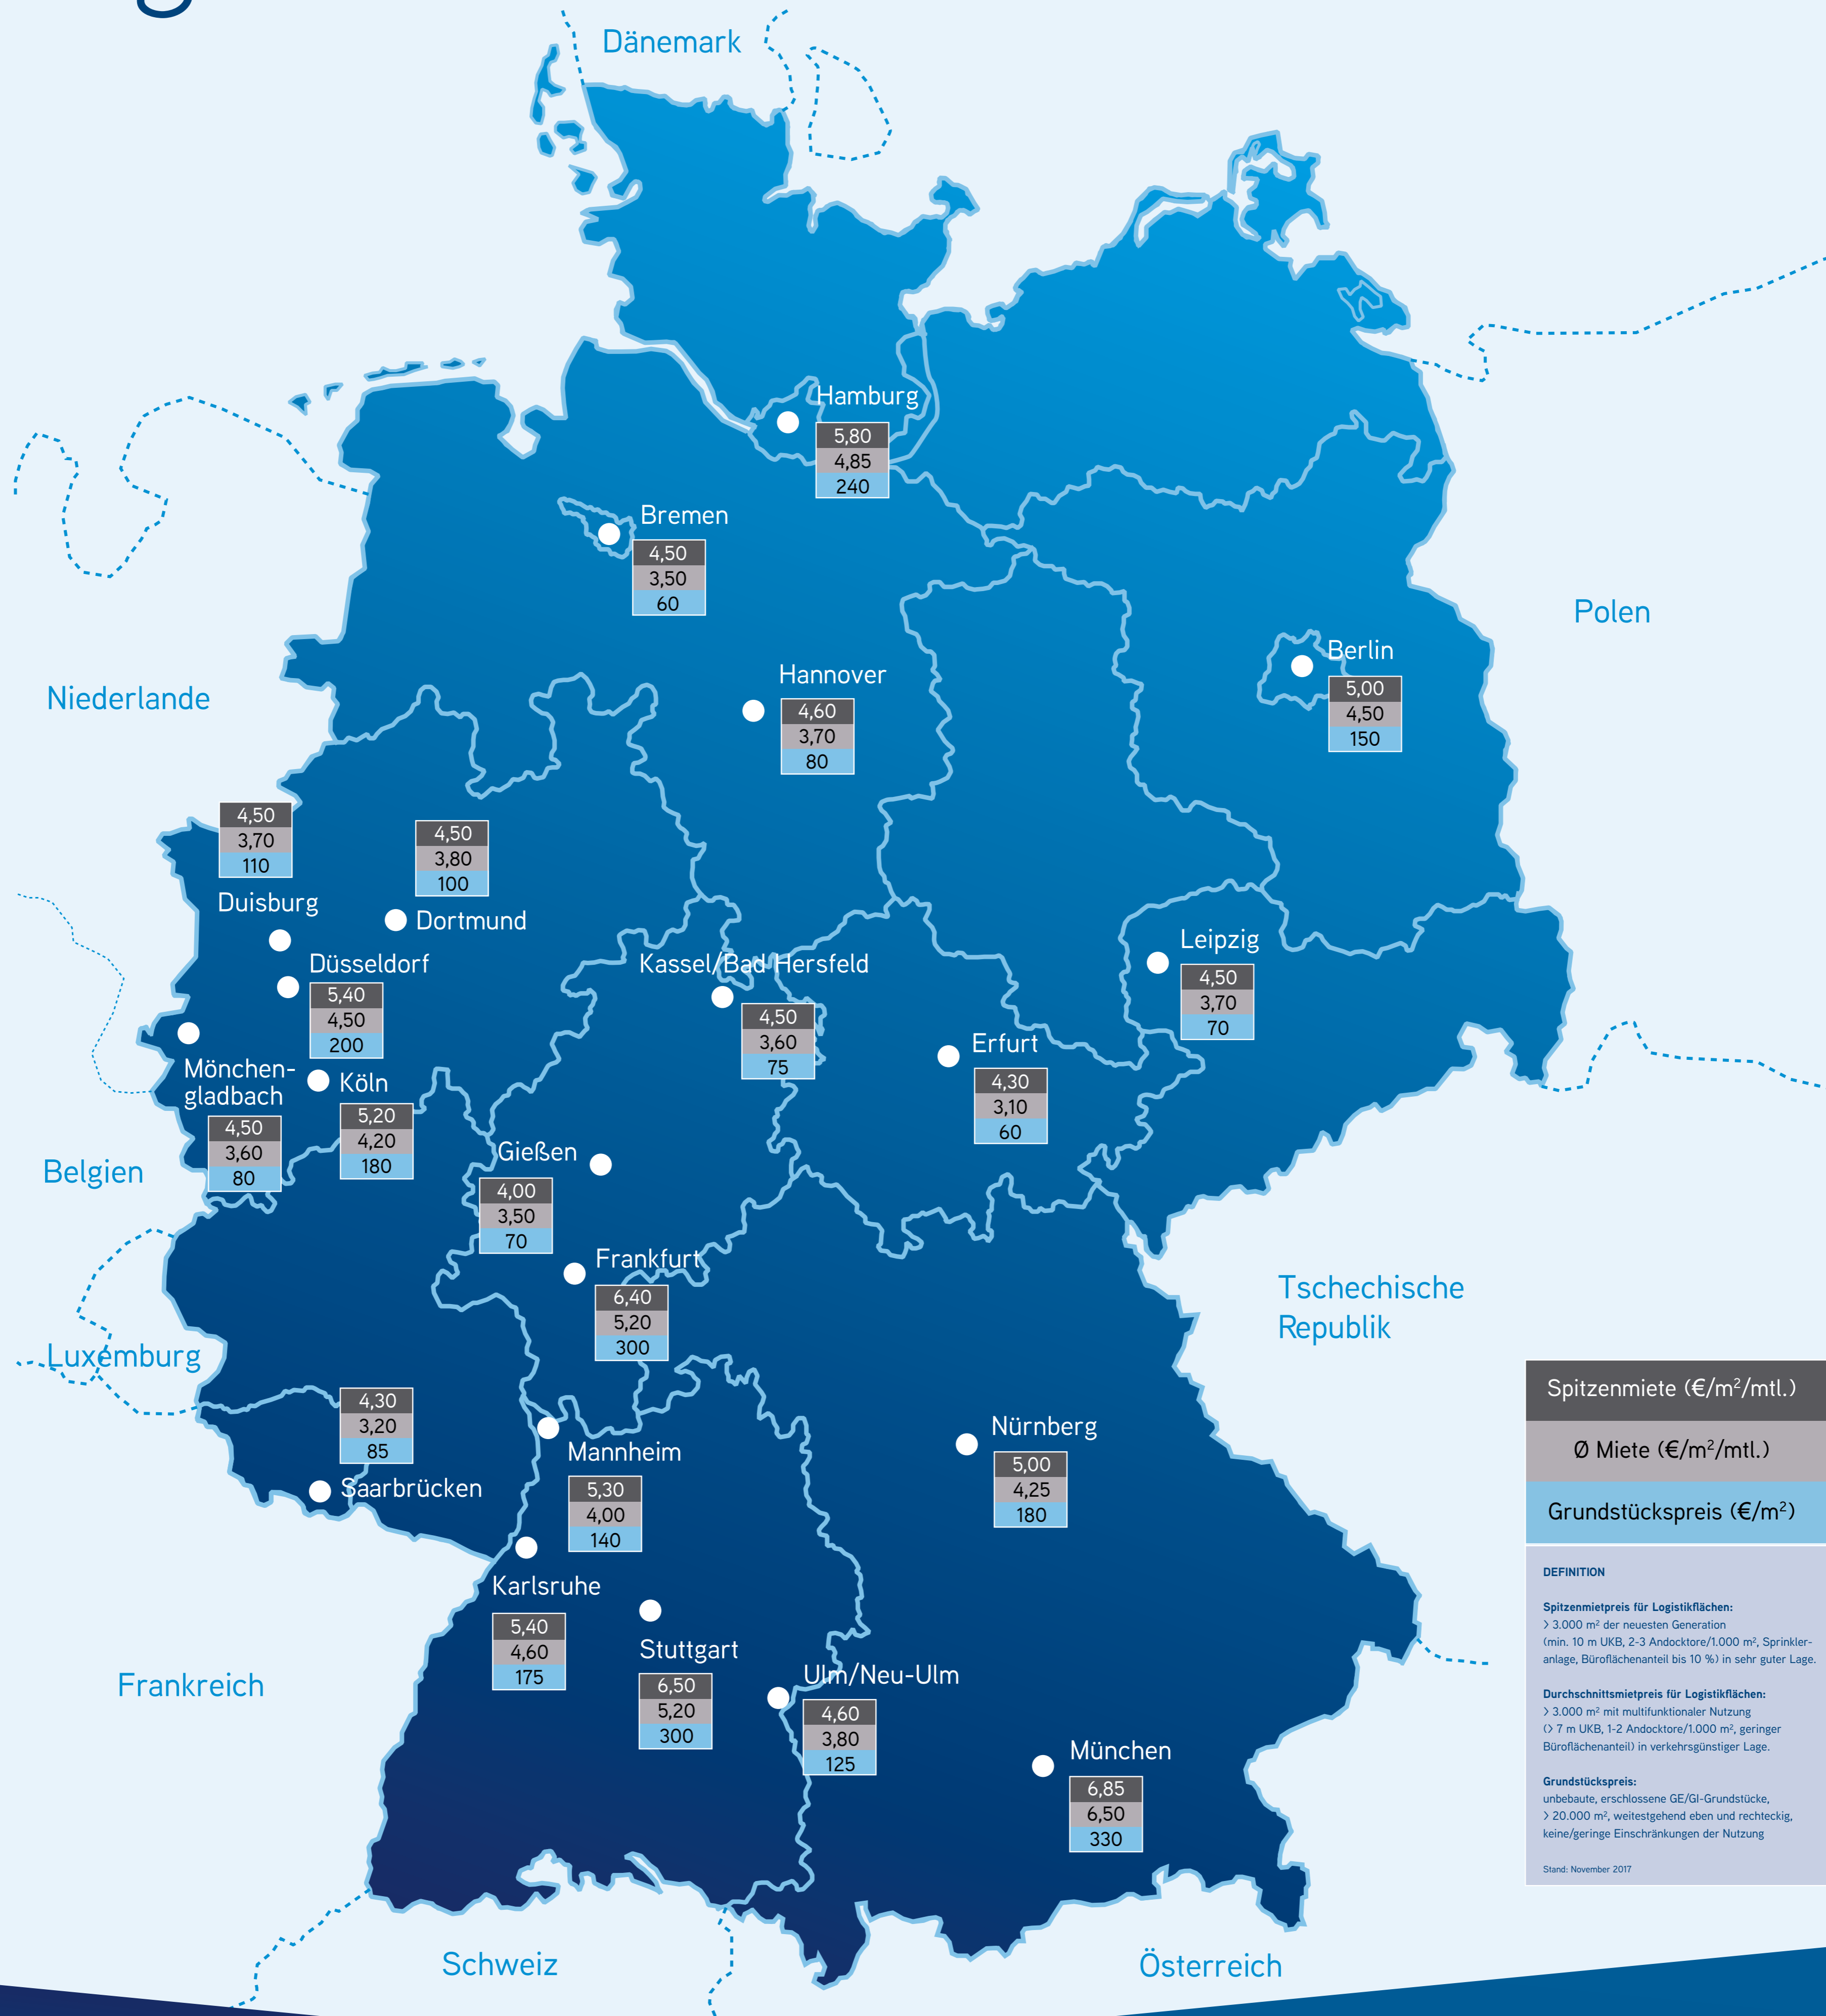 Dänemark
Hamburg
5,80
4,85
240
Bremen
4,50
3,50
60
Polen
Berlin
5,00
4,50
150
Hannover
4,60
3,70
80
Niederlande
4,50
3,70
110
Duisburg
4,50
3,80
100
Dortmund
Düsseldorf
5,40
4,50
200
Kassel/Bad Hersfeld
4,50
3,60
75
Leipzig
4,50
3,70
70
Erfurt
4,30
3,10
60
Mönchen-
gladbach
4,50
3,60
80
Köln
5,20
4,20
180
Belgien
Gießen
4,00
3,50
70
Frankfurt
6,40
5,20
300
Tschechische
Republik
Luxemburg
4,30
3,20
85
Saarbrücken
Mannheim
5,30
4,00
140
Nürnberg
5,00
4,25
180
Karlsruhe
5,40
4,60
175
Stuttgart
6,50
5,20
300
Frankreich
Ulm/Neu-Ulm
4,60
3,80
125
München
6,85
6,50
330
Schweiz
Österreich
Spitzenmiete (€/m²/mtl.)
Ø Miete (€/m²/mtl.)
Grundstückspreis (€/m²)
DEFINITION
Spitzenmietpreis für Logistikflächen:
> 3.000 m² der neuesten Generation
(min. 10 m UKB, 2-3 Andocktore/1.000 m², Sprinkler-
anlage, Büroflächenanteil bis 10 %) in sehr guter Lage.
Durchschnittsmietpreis für Logistikflächen:
> 3.000 m² mit multifunktionaler Nutzung
(> 7 m UKB, 1-2 Andocktore/1.000 m², geringer
Büroflächenanteil) in verkehrsgünstiger Lage.
Grundstückspreis:
unbebaute, erschlossene GE/GI-Grundstücke,
> 20.000 m², weitestgehend eben und rechteckig,
keine/geringe Einschränkungen der Nutzung
Stand: November 2017